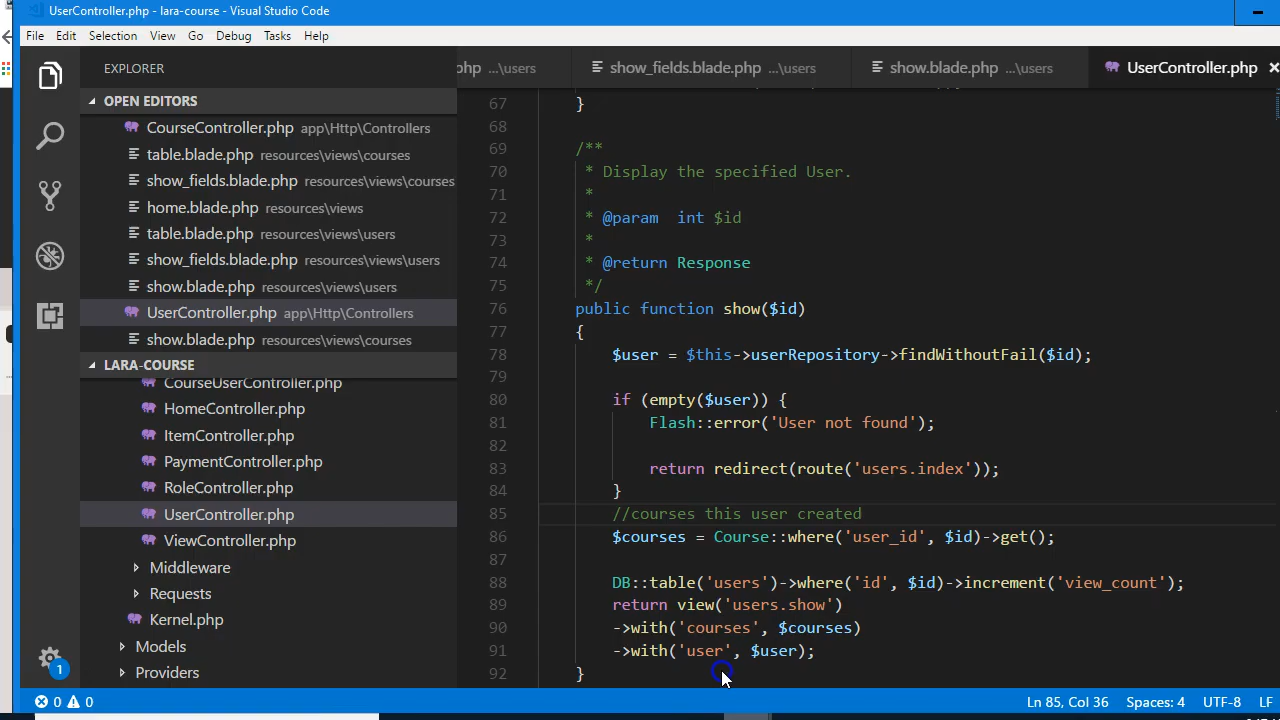 UserController.php - lara-course - Visual Studio Code
File Edit Selection View Go Debug Tasks Help
EXPLORER
php ...\users show_fields.blade.php ...\users show.blade.php ...\users UserController.php
OPEN EDITORS
CourseController.php app\Http\Controllers
table.blade.php resources\views\courses
show_fields.blade.php resources\views\courses
home.blade.php resources\views
table.blade.php resources\views\users
show_fields.blade.php resources\views\users
show.blade.php resources\views\users
UserController.php app\Http\Controllers
show.blade.php resources\views\courses
LARA-COURSE
CourseUserController.php
HomeController.php
ItemController.php
PaymentController.php
RoleController.php
UserController.php
ViewController.php
Middleware
Requests
Kernel.php
Models
Providers
67 }
68
69 /**
70 * Display the specified User.
71 *
72 * @param int $id
73 *
74 * @return Response
75 */
76 public function show($id)
77 {
78 $user = $this->userRepository->findWithoutFail($id);
79
80 if (empty($user)) {
81 Flash::error('User not found');
82
83 return redirect(route('users.index'));
84 }
85 //courses this user created
86 $courses = Course::where('user_id', $id)->get();
87
88 DB::table('users')->where('id', $id)->increment('view_count');
89 return view('users.show')
90 ->with('courses', $courses)
91 ->with('user', $user);
92 }
1
0 0 Ln 85, Col 36 Spaces: 4 UTF-8 LF